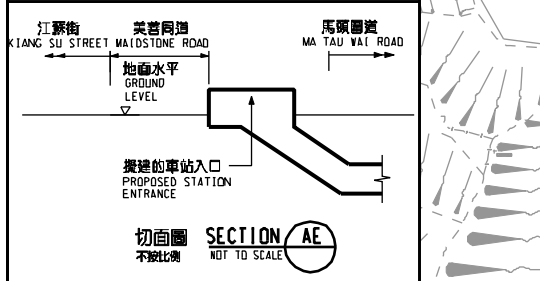 江蘇街
KIANG SU STREET
美善同道
MAIDSTONE ROAD
馬頭圍道
MA TAU WAI ROAD
地面水平
GROUND
LEVEL
擬建的車站入口
PROPOSED STATION
ENTRANCE
切面圖
不按比例
SECTION AE
NOT TO SCALE